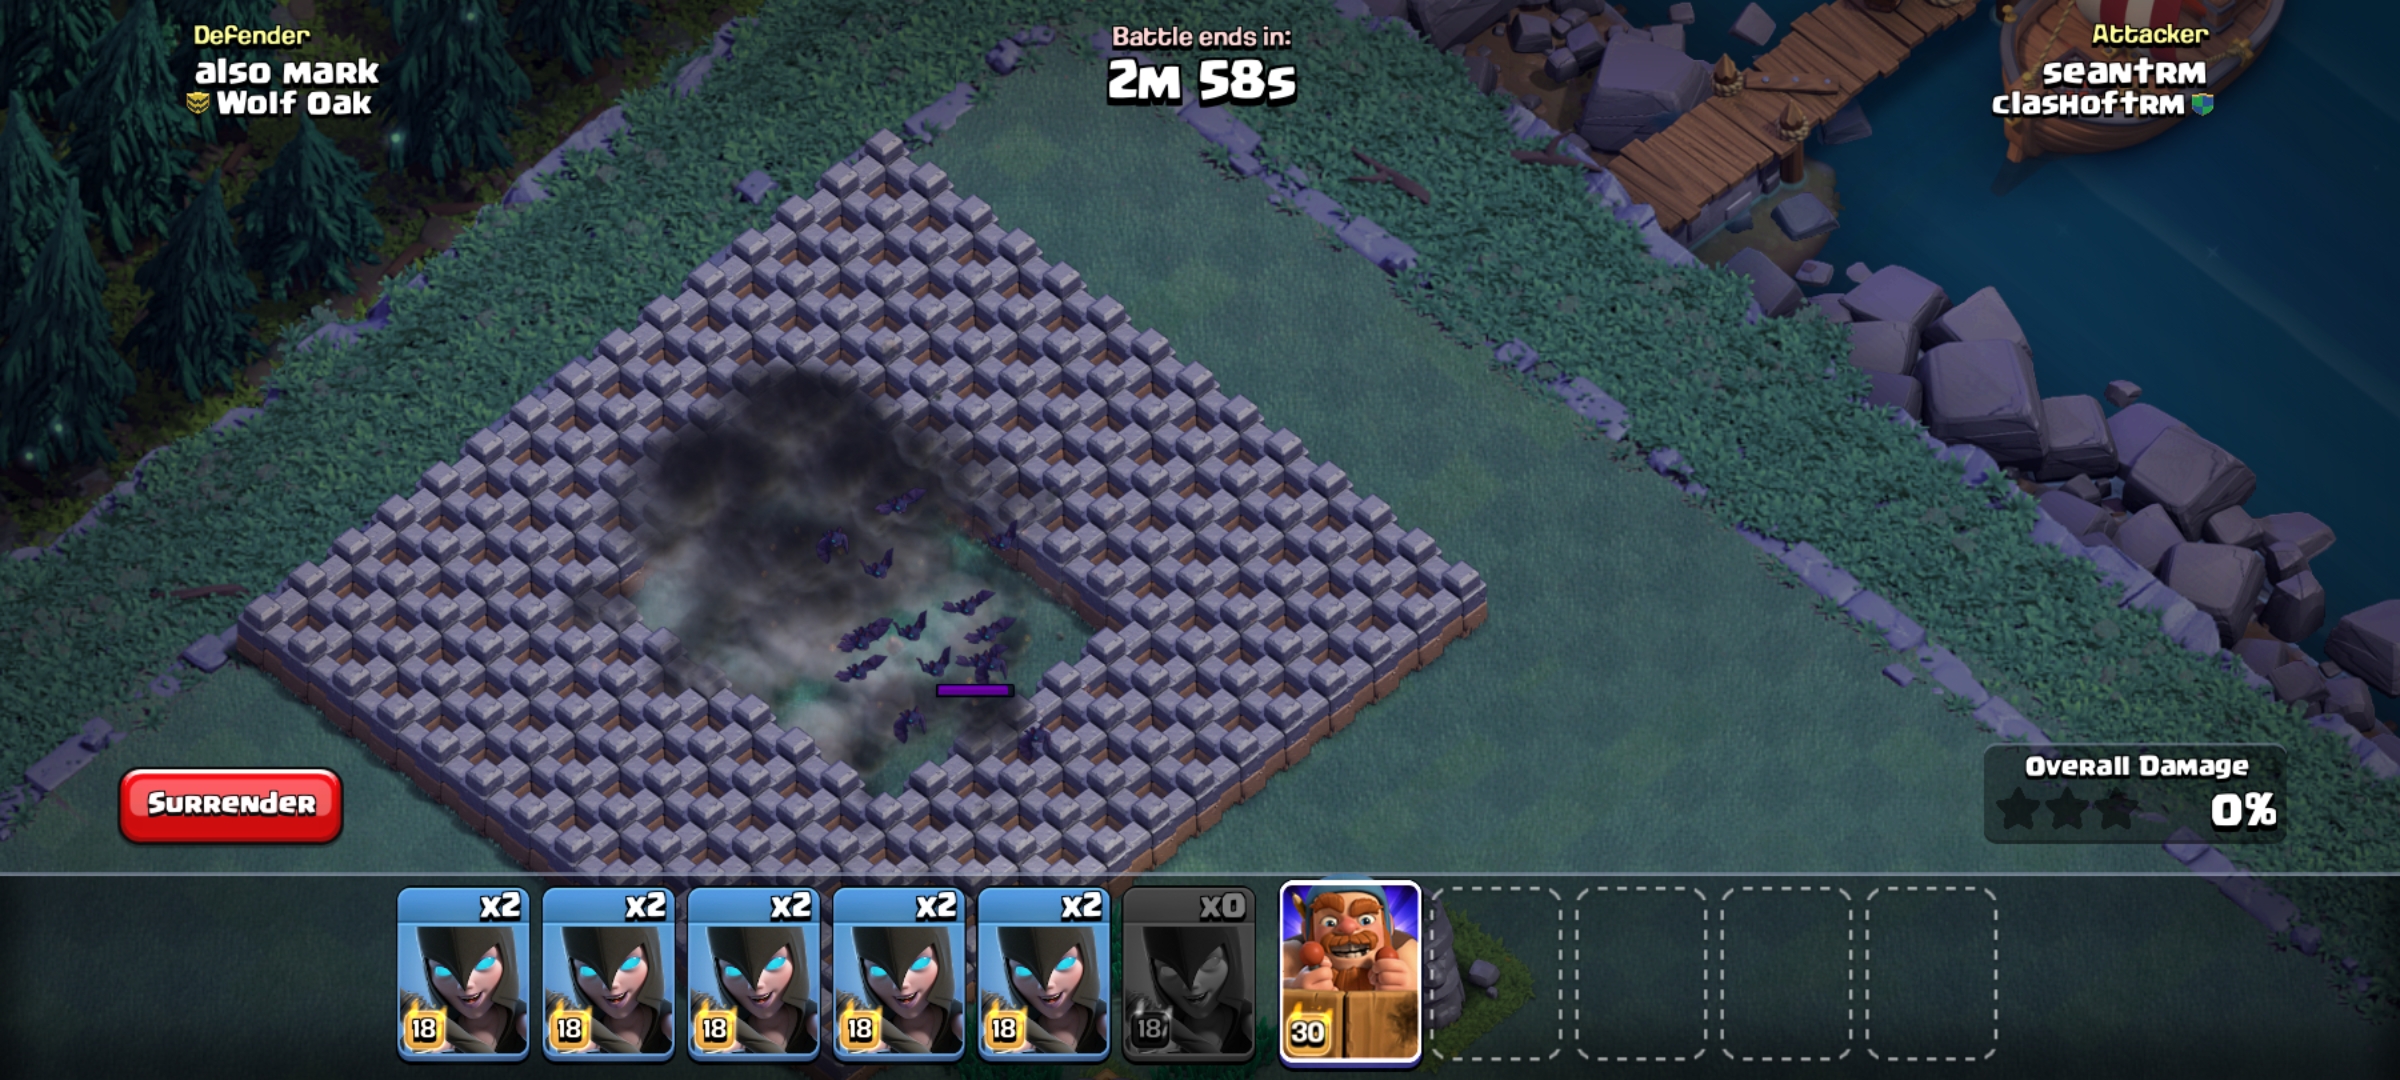 Defender
also mark
Wolf Oak
Battle ends in:
2M 58s
Attacker
seantRM
clashoftRM
Surrender
Overall Damage
0%
x2
x2
x2
x2
x2
x0
18
18
18
18
18
18
30